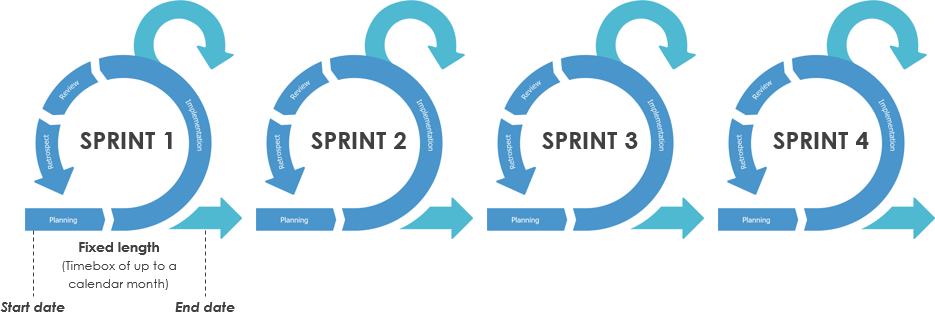 Review
Implementation
Retrospect
SPRINT 1
Planning
Review
Implementation
Retrospect
SPRINT 2
Planning
Review
Implementation
Retrospect
SPRINT 3
Planning
Review
Implementation
Retrospect
SPRINT 4
Planning
Fixed length
(Timebox of up to a
calendar month)
Start date
End date